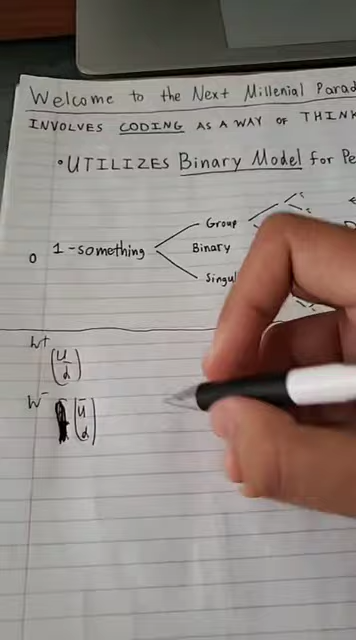 Welcome to the Next Millenial Parad
INVOLVES CODING AS A WAY OF THINK
• UTILIZES Binary Model for Pe
0 1-something
Group
Binary
Singul
W+
(u d̄)
W-
(ū d)